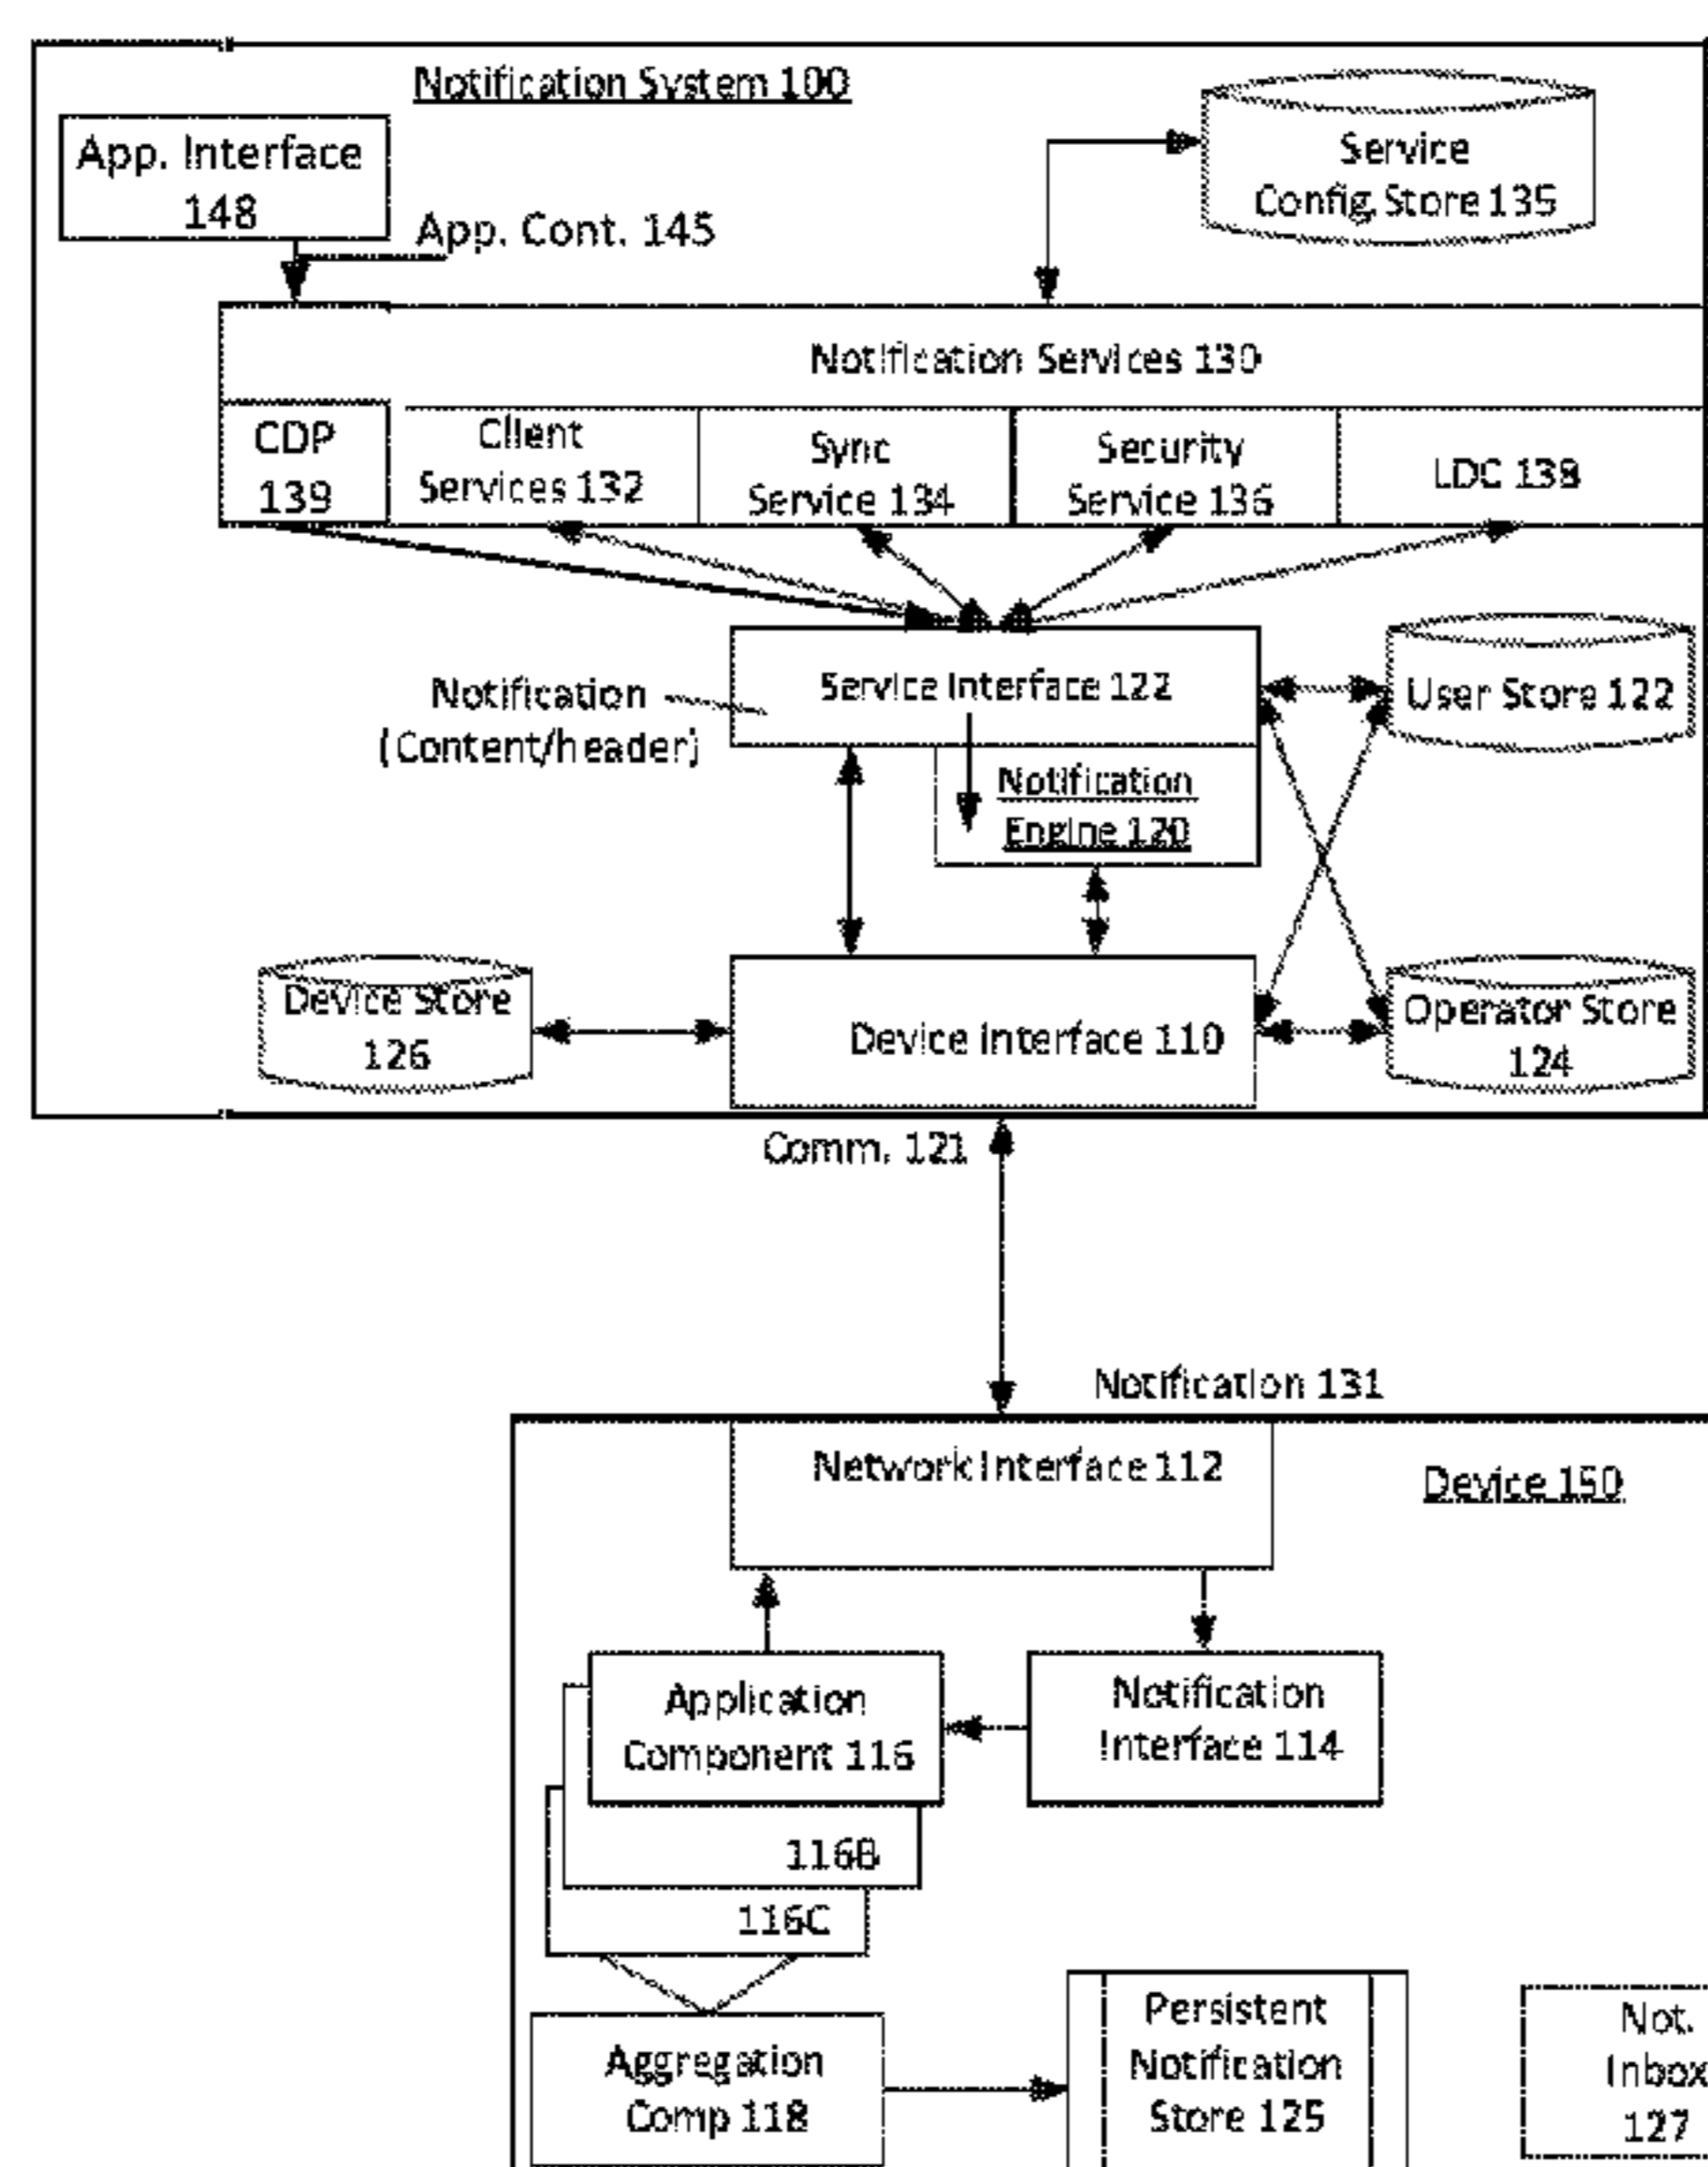 Notification System 100
App. Interface
148
App. Cont. 145
Service
Config. Store 135
Notification Services 130
CDP
139
Client
Services 132
Sync
Service 134
Security
Service 136
LDC 138
Notification
(Content/header)
Service Interface 122
User Store 122
Notification
Engine 120
Device Store
126
Device Interface 110
Operator Store
124
Comm. 121
Notification 131
Network Interface 112
Device 150
Application
Component 116
Notification
Interface 114
116B
116C
Aggregation
Comp 118
Persistent
Notification
Store 125
Not.
Inbox
127